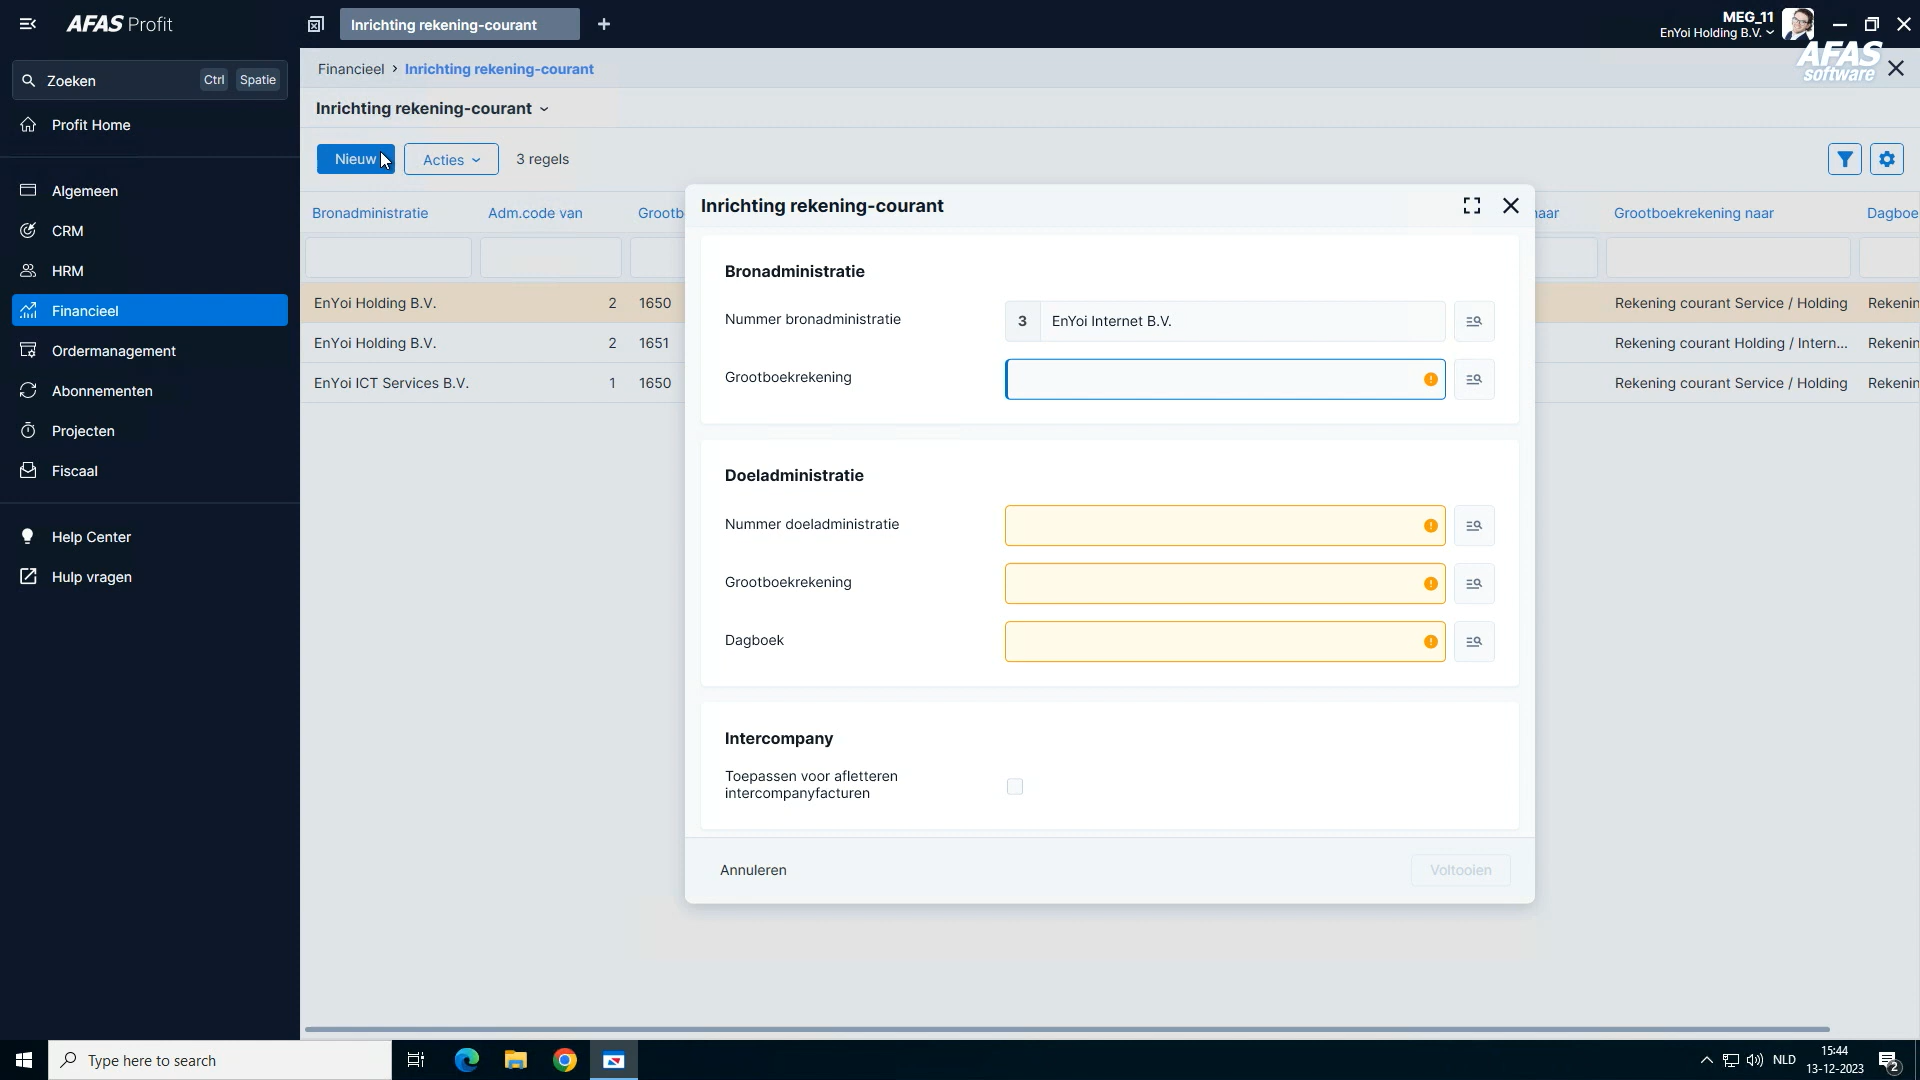 AFAS Profit
Inrichting rekening-courant
MEG_11
EnYoi Holding B.V.
AFAS
software
Zoeken
Ctrl
Spatie
Financieel > Inrichting rekening-courant
Inrichting rekening-courant
Profit Home
Nieuw
Acties
3 regels
Algemeen
CRM
HRM
Financieel
Ordermanagement
Abonnementen
Projecten
Fiscaal
Help Center
Hulp vragen
Bronadministratie
Adm.code van
Grootb
aar
Grootboekrekening naar
Dagboe
EnYoi Holding B.V. 2 1650 Rekening courant Service / Holding Rekenin
EnYoi Holding B.V. 2 1651 Rekening courant Holding / Intern... Rekenin
EnYoi ICT Services B.V. 1 1650 Rekening courant Service / Holding Rekenin
Inrichting rekening-courant
Bronadministratie
Nummer bronadministratie 3 EnYoi Internet B.V.
Grootboekrekening
Doeladministratie
Nummer doeladministratie
Grootboekrekening
Dagboek
Intercompany
Toepassen voor afletteren
intercompanyfacturen
Annuleren
Voltooien
Type here to search
NLD
15:44
13-12-2023
2